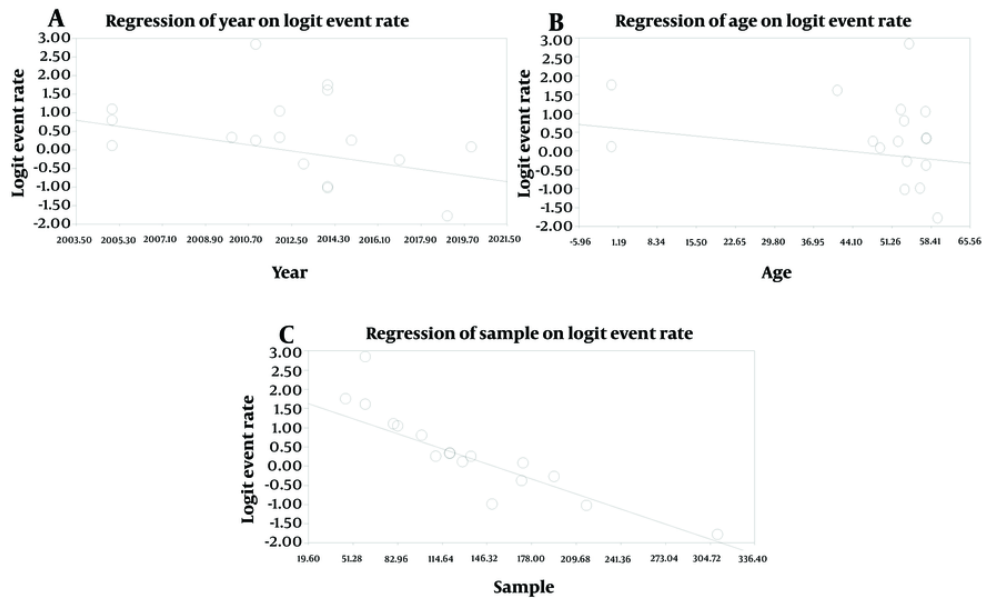 A
Regression of year on logit event rate
3.00
2.50
2.00
1.50
1.00
0.50
0.00
-0.50
-1.00
-1.50
-2.00
Logit event rate
2003.50 2005.30 2007.10 2008.90 2010.70 2012.50 2014.30 2016.10 2017.90 2019.70 2021.50
Year
B
Regression of age on logit event rate
3.00
2.50
2.00
1.50
1.00
0.50
0.00
-0.50
-1.00
-1.50
-2.00
Logit event rate
-5.96 1.19 8.34 15.50 22.65 29.80 36.95 44.10 51.26 58.41 65.56
Age
C
Regression of sample on logit event rate
3.00
2.50
2.00
1.50
1.00
0.50
0.00
-0.50
-1.00
-1.50
-2.00
Logit event rate
19.60 51.28 82.96 114.64 146.32 178.00 209.68 241.36 273.04 304.72 336.40
Sample